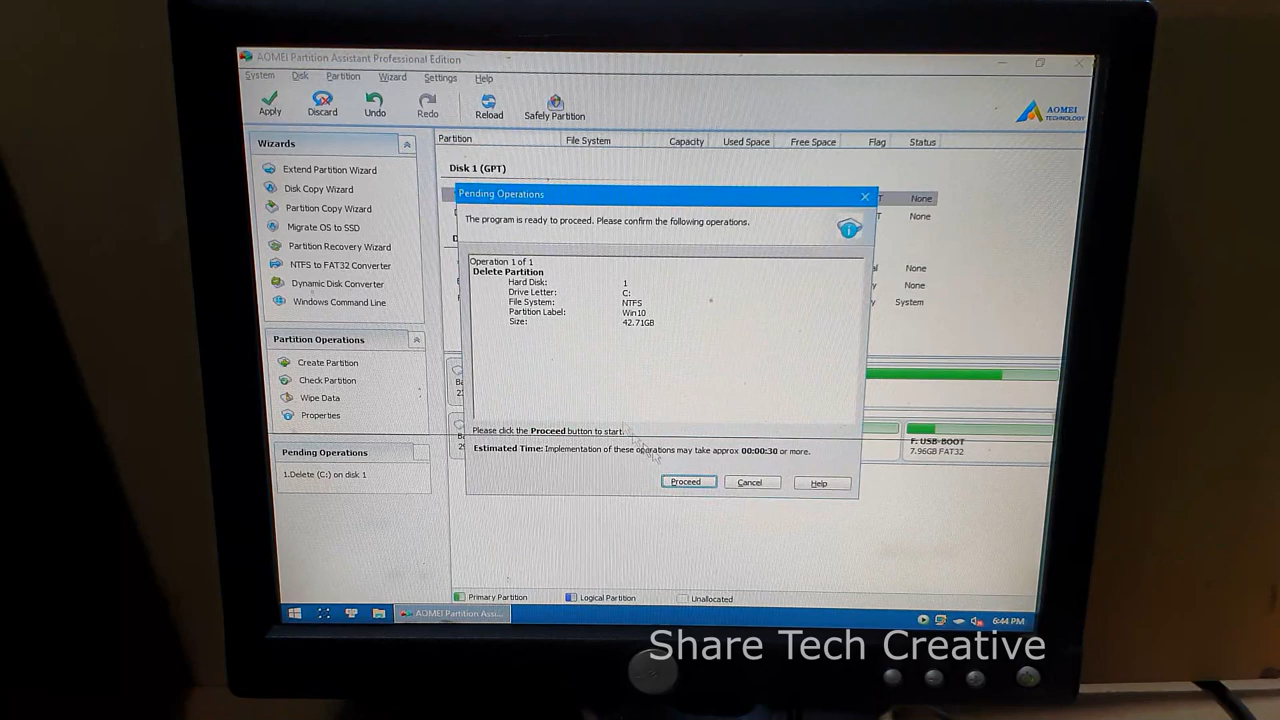 AOMEI Partition Assistant Professional Edition
System Disk Partition Wizard Settings Help
Apply Discard Undo Redo Reload Safely Partition
AOMEI
TECHNOLOGY
Wizards
Extend Partition Wizard
Disk Copy Wizard
Partition Copy Wizard
Migrate OS to SSD
Partition Recovery Wizard
NTFS to FAT32 Converter
Dynamic Disk Converter
Windows Command Line
Partition Operations
Create Partition
Check Partition
Wipe Data
Properties
Pending Operations
1.Delete (C:) on disk 1
Partition File System Capacity Used Space Free Space Flag Status
Disk 1 (GPT)
T None
T None
None
None
System
Pending Operations
The program is ready to proceed. Please confirm the following operations.
Operation 1 of 1
Delete Partition
Hard Disk: 1
Drive Letter: C:
File System: NTFS
Partition Label: Win10
Size: 42.71GB
Please click the Proceed button to start.
Estimated Time: Implementation of these operations may take approx 00:00:30 or more.
Proceed Cancel Help
F: USB-BOOT
7.96GB FAT32
Primary Partition Logical Partition Unallocated
AOMEI Partition Assi...
6:44 PM
Share Tech Creative